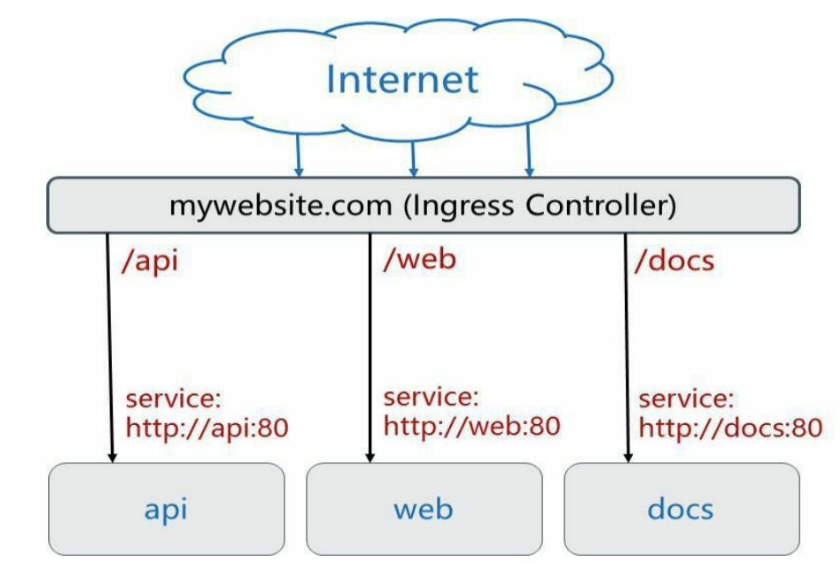 Internet
mywebsite.com (Ingress Controller)
/api
/web
/docs
service:
http://api:80
service:
http://web:80
service:
http://docs:80
api
web
docs